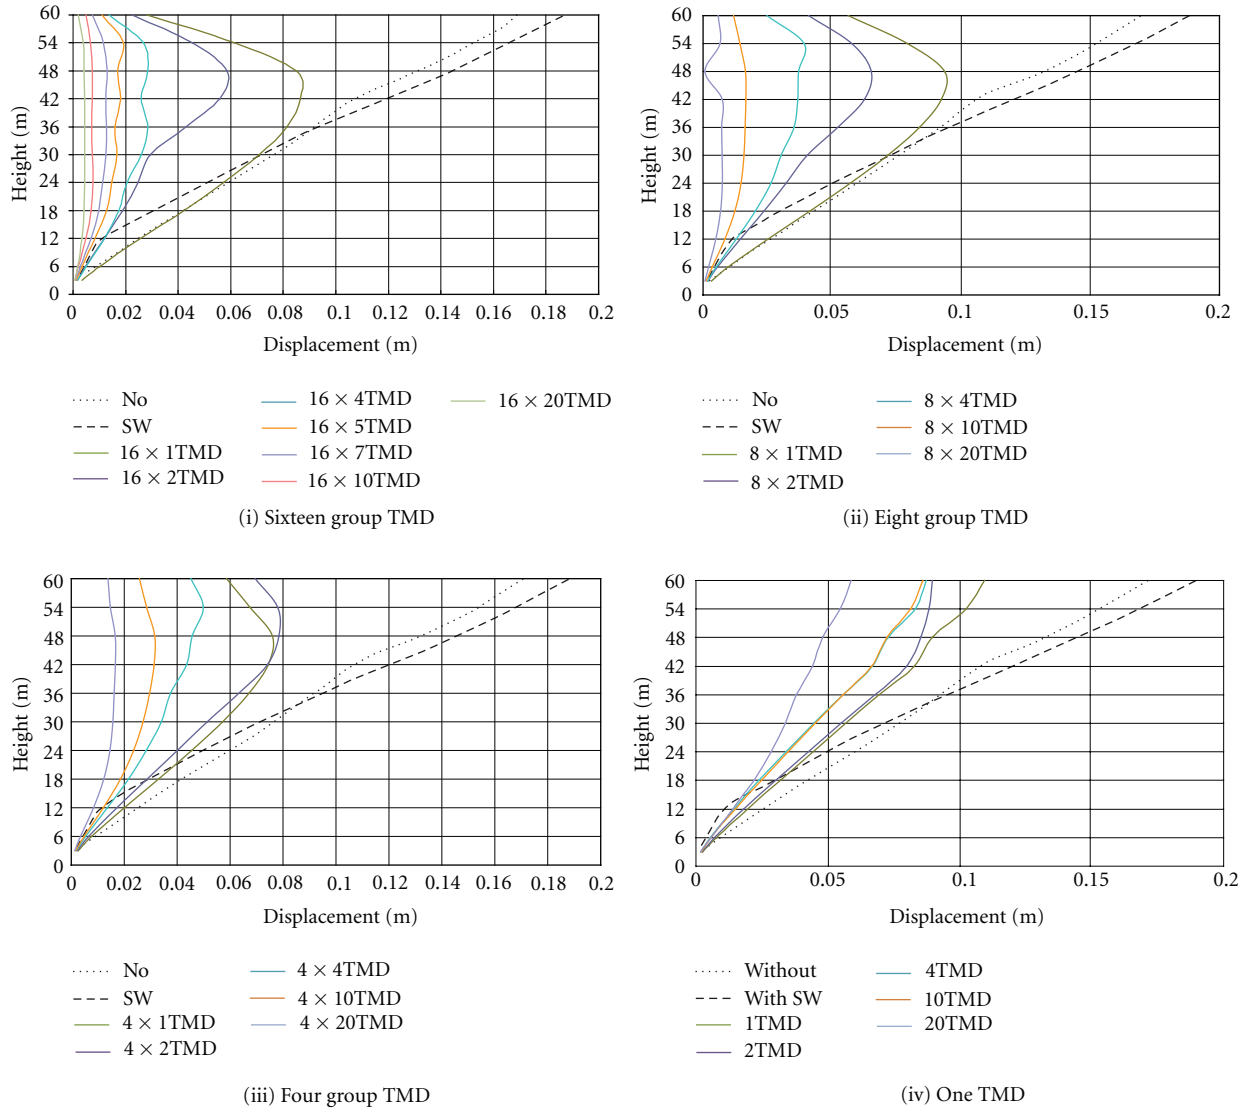 60
54
48
42
36
30
24
18
12
6
0
Height (m)
0 0.02 0.04 0.06 0.08 0.1 0.12 0.14 0.16 0.18 0.2
Displacement (m)
No
SW
16 × 1TMD
16 × 2TMD
16 × 4TMD
16 × 5TMD
16 × 7TMD
16 × 10TMD
16 × 20TMD
(i) Sixteen group TMD
60
54
48
42
36
30
24
18
12
6
0
Height (m)
0 0.05 0.1 0.15 0.2
Displacement (m)
No
SW
8 × 1TMD
8 × 2TMD
8 × 4TMD
8 × 10TMD
8 × 20TMD
(ii) Eight group TMD
60
54
48
42
36
30
24
18
12
6
0
Height (m)
0 0.02 0.04 0.06 0.08 0.1 0.12 0.14 0.16 0.18 0.2
Displacement (m)
No
SW
4 × 1TMD
4 × 2TMD
4 × 4TMD
4 × 10TMD
4 × 20TMD
(iii) Four group TMD
60
54
48
42
36
30
24
18
12
6
0
Height (m)
0 0.05 0.1 0.15 0.2
Displacement (m)
Without
With SW
1TMD
2TMD
4TMD
10TMD
20TMD
(iv) One TMD